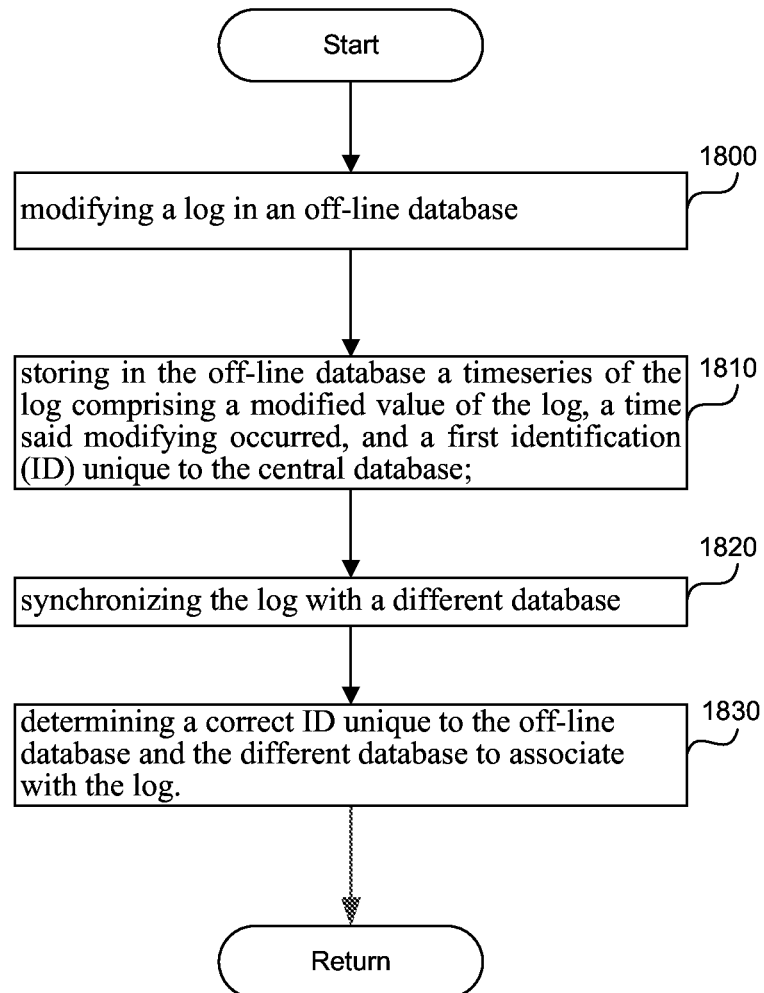 Start
1800
modifying a log in an off-line database
1810
storing in the off-line database a timeseries of the
log comprising a modified value of the log, a time
said modifying occurred, and a first identification
(ID) unique to the central database;
1820
synchronizing the log with a different database
1830
determining a correct ID unique to the off-line
database and the different database to associate
with the log.
Return